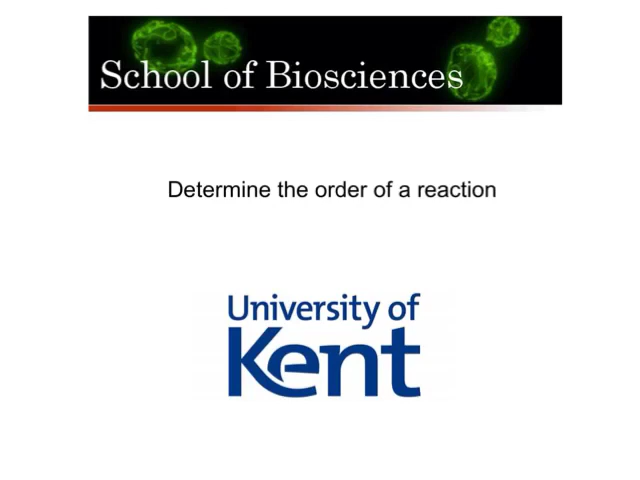 School of Biosciences
Determine the order of a reaction
University of
Kent